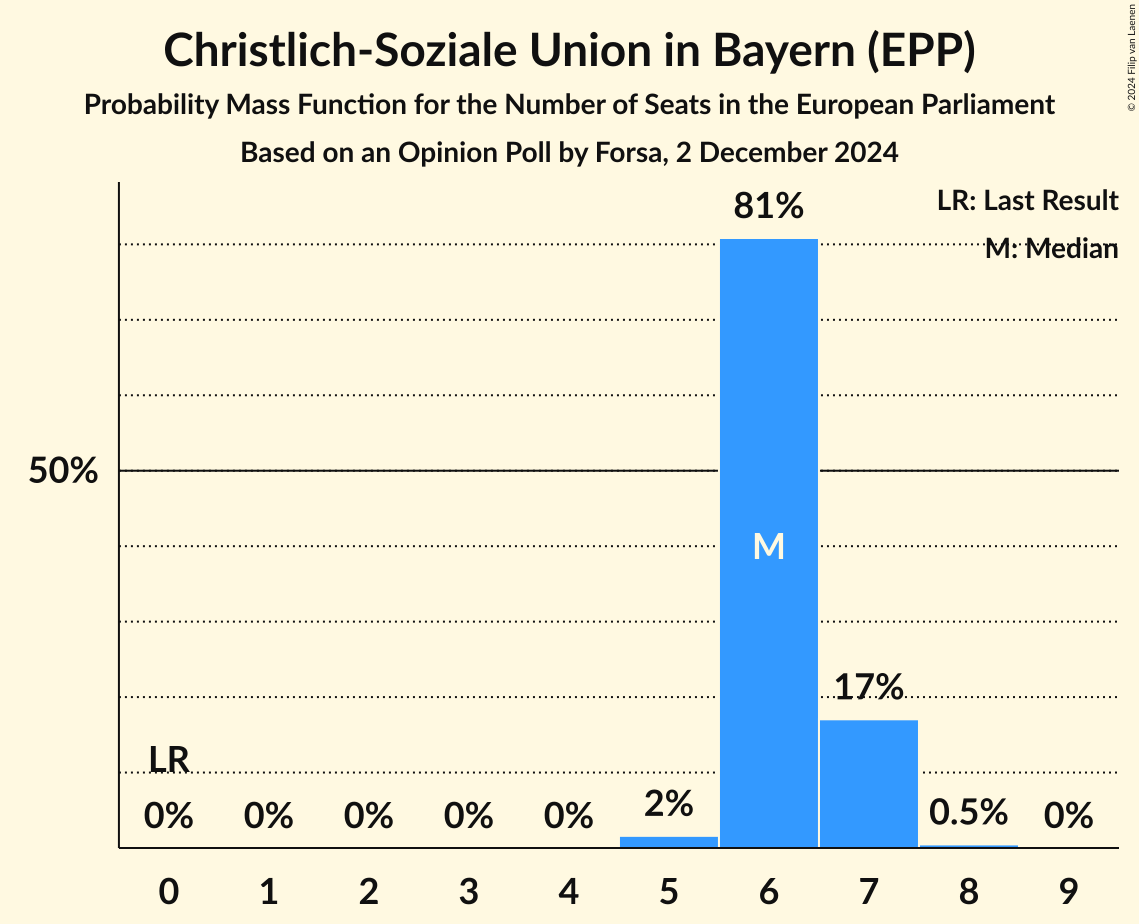 Christlich-Soziale Union in Bayern (EPP)
Probability Mass Function for the Number of Seats in the European Parliament
Based on an Opinion Poll by Forsa, 2 December 2024
© 2024 Filip van Laenen
LR: Last Result
M: Median
81%
50%
M
17%
LR
0% 0% 0% 0% 0% 2% 0.5% 0%
0 1 2 3 4 5 6 7 8 9